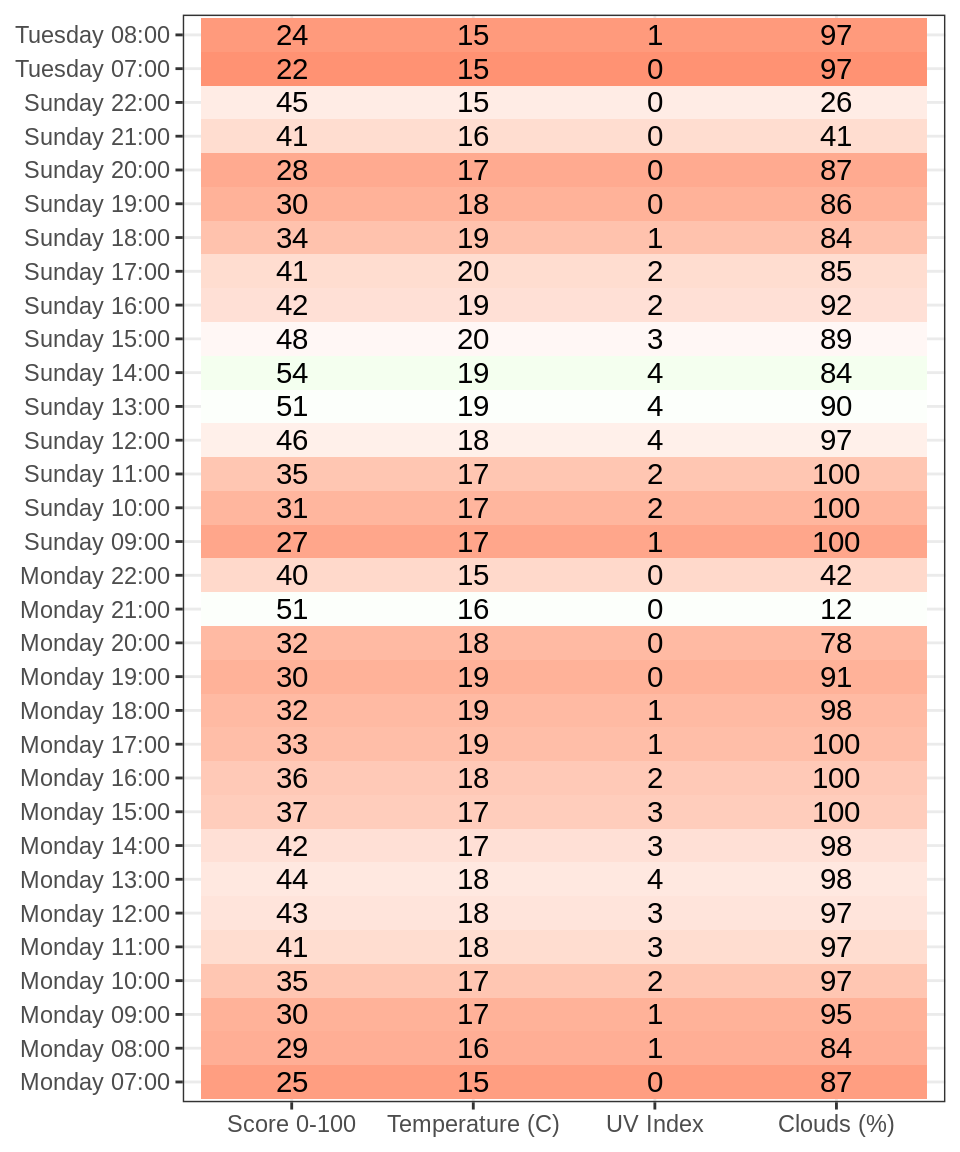 Tuesday 08:00 24 15 1 97
Tuesday 07:00 22 15 0 97
Sunday 22:00 45 15 0 26
Sunday 21:00 41 16 0 41
Sunday 20:00 28 17 0 87
Sunday 19:00 30 18 0 86
Sunday 18:00 34 19 1 84
Sunday 17:00 41 20 2 85
Sunday 16:00 42 19 2 92
Sunday 15:00 48 20 3 89
Sunday 14:00 54 19 4 84
Sunday 13:00 51 19 4 90
Sunday 12:00 46 18 4 97
Sunday 11:00 35 17 2 100
Sunday 10:00 31 17 2 100
Sunday 09:00 27 17 1 100
Monday 22:00 40 15 0 42
Monday 21:00 51 16 0 12
Monday 20:00 32 18 0 78
Monday 19:00 30 19 0 91
Monday 18:00 32 19 1 98
Monday 17:00 33 19 1 100
Monday 16:00 36 18 2 100
Monday 15:00 37 17 3 100
Monday 14:00 42 17 3 98
Monday 13:00 44 18 4 98
Monday 12:00 43 18 3 97
Monday 11:00 41 18 3 97
Monday 10:00 35 17 2 97
Monday 09:00 30 17 1 95
Monday 08:00 29 16 1 84
Monday 07:00 25 15 0 87
Score 0-100 Temperature (C) UV Index Clouds (%)